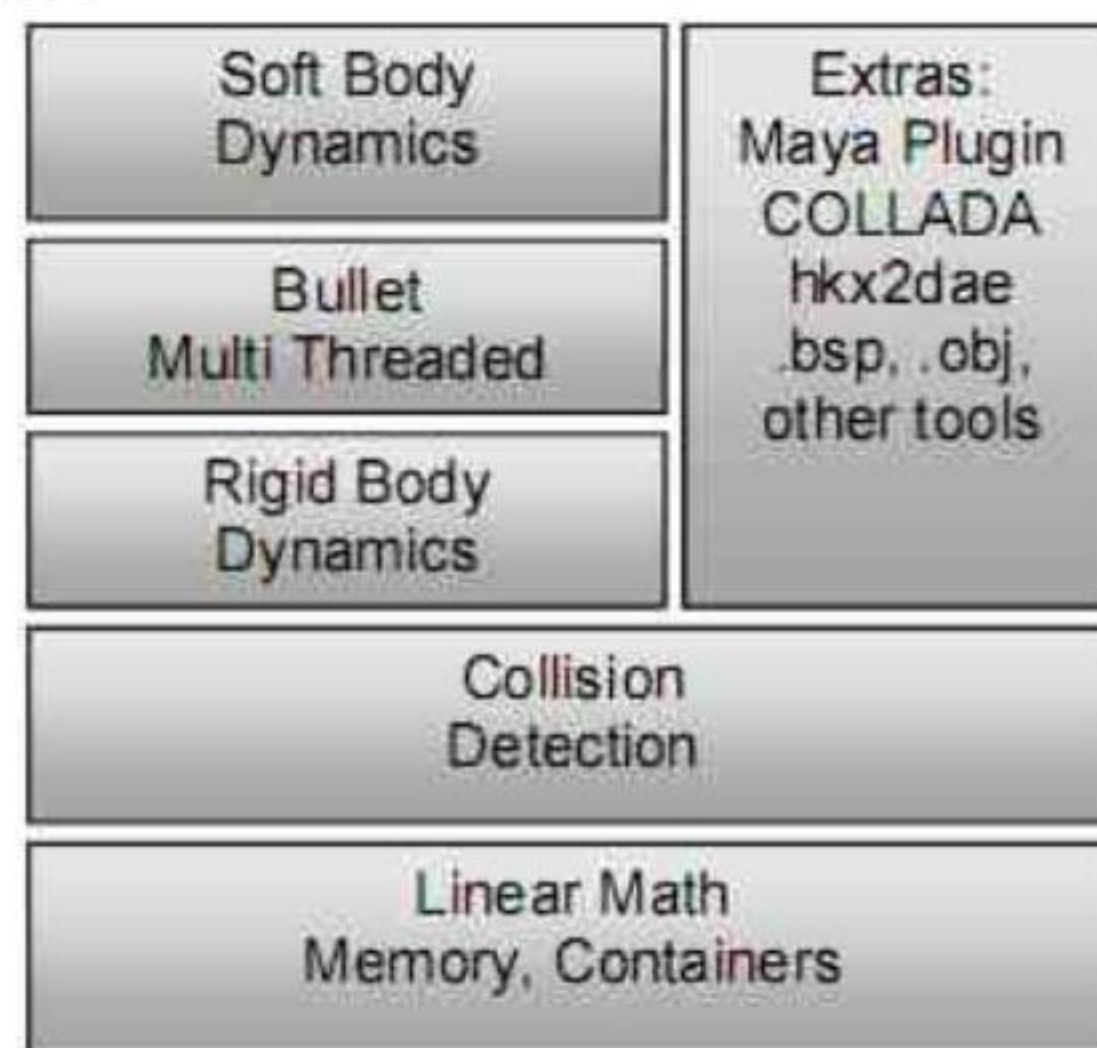 Soft Body
Dynamics
Extras:
Maya Plugin
COLLADA
hkx2dae
.bsp, .obj,
other tools
Bullet
Multi Threaded
Rigid Body
Dynamics
Collision
Detection
Linear Math
Memory, Containers